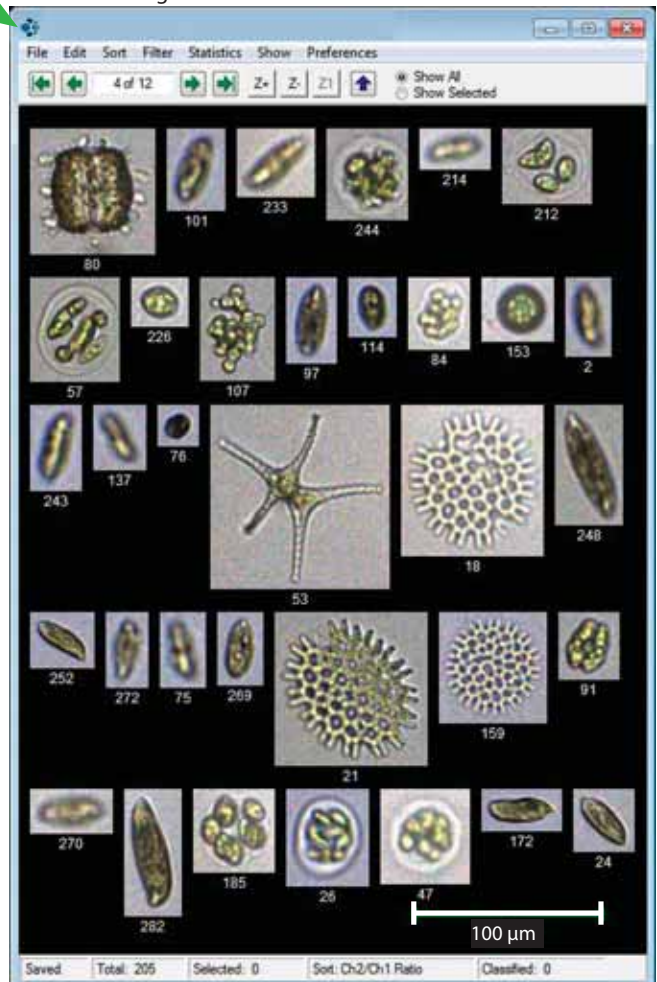 File Edit Sort Filter Statistics Show Preferences
4 of 12 Z+ Z- Z1 Show All
Show Selected
80 101 233 244 214 212
57 226 107 97 114 84 153 2
243 137 76 53 18 248
252 272 75 269 21 159 91
270 282 185 26 47 172 24
100 μm
Saved Total: 205 Selected: 0 Sort: Ch2/Ch1 Ratio Classified: 0